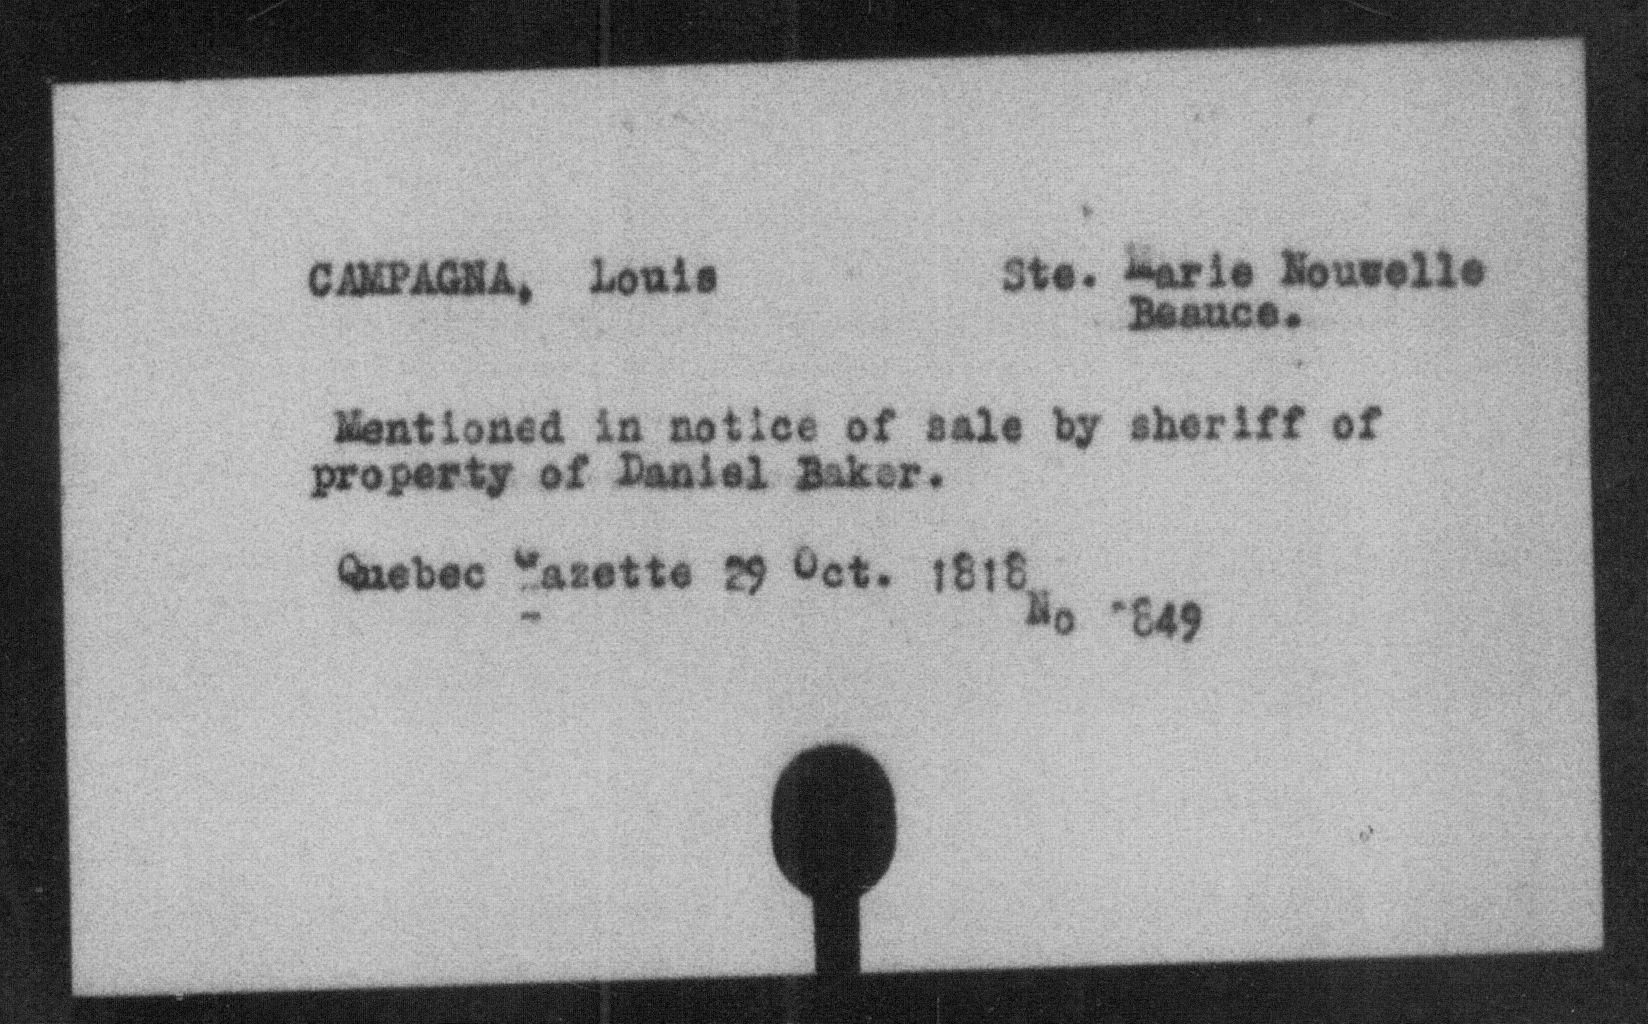 CAMPAGNA, Louis Ste. Marie Nouvelle
Beauce.
Mentioned in notice of sale by sheriff of
property of Daniel Baker.
Quebec Gazette 29 Oct. 1818
No